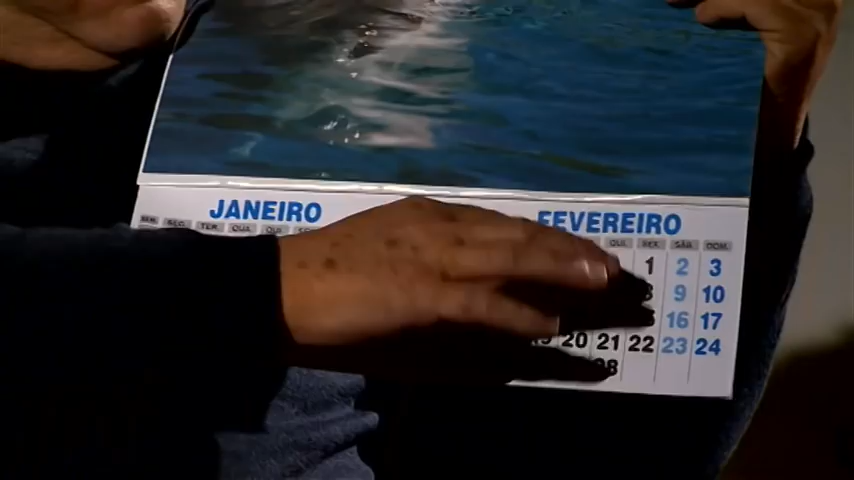 JANEIRO FEVEREIRO
TER. QUA. QUI. SEX. SÁB. DOM.
1 2 3
9 10
16 17
20 21 22 23 24